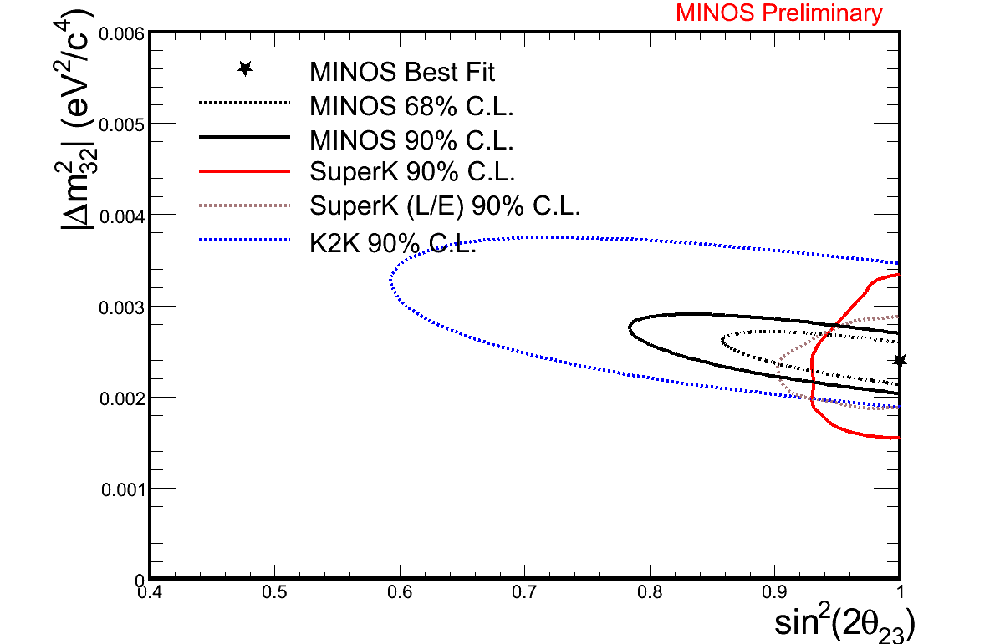 MINOS Preliminary
|Δm²₃₂| (eV²/c⁴)
0.006
0.005
0.004
0.003
0.002
0.001
0
MINOS Best Fit
MINOS 68% C.L.
MINOS 90% C.L.
SuperK 90% C.L.
SuperK (L/E) 90% C.L.
K2K 90% C.L.
0.4 0.5 0.6 0.7 0.8 0.9 1
sin²(2θ₂₃)